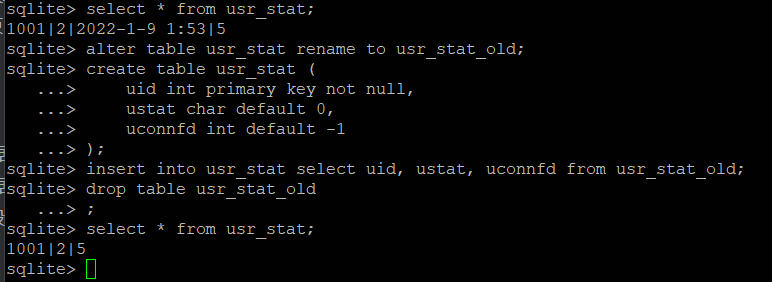 sqlite> select * from usr_stat;
1001|2|2022-1-9 1:53|5
sqlite> alter table usr_stat rename to usr_stat_old;
sqlite> create table usr_stat (
   ...>     uid int primary key not null,
   ...>     ustat char default 0,
   ...>     uconnfd int default -1
   ...> );
sqlite> insert into usr_stat select uid, ustat, uconnfd from usr_stat_old;
sqlite> drop table usr_stat_old
   ...> ;
sqlite> select * from usr_stat;
1001|2|5
sqlite>